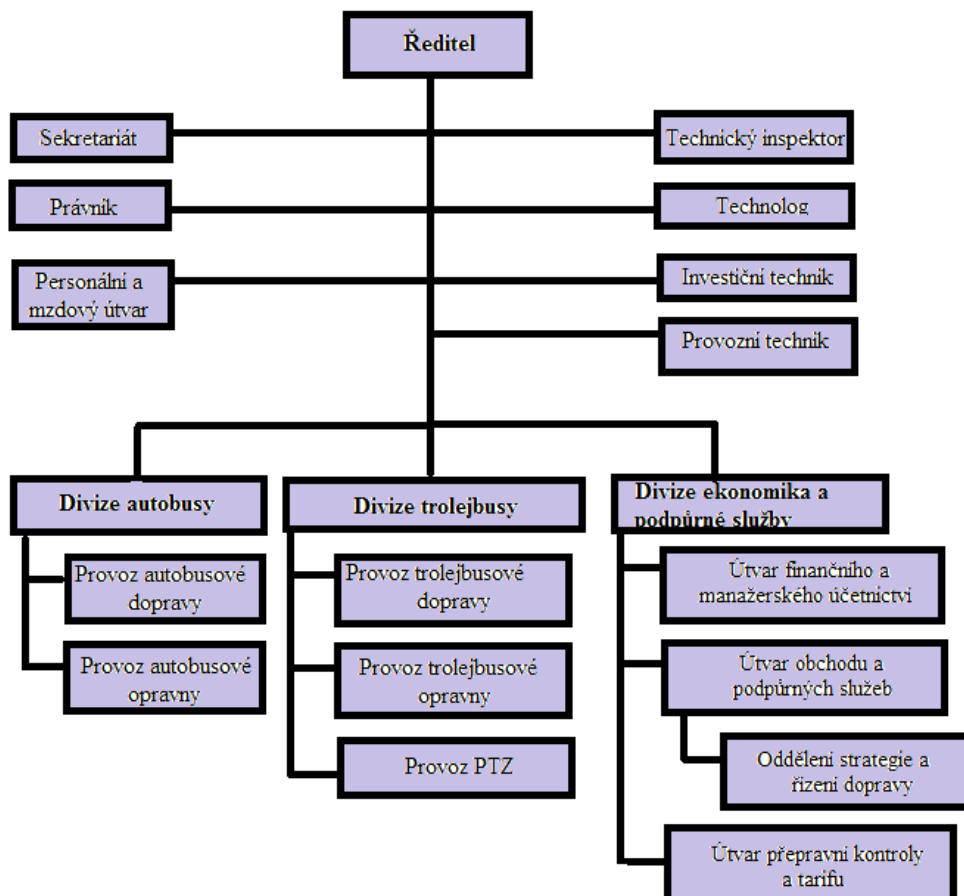 Ředitel
Sekretariát
Technický inspektor
Právník
Technolog
Personální a
mzdový útvar
Investiční technik
Provozní technik
Divize autobusy
Divize trolejbusy
Divize ekonomika a
podpůrné služby
Provoz autobusové
dopravy
Provoz autobusové
opravny
Provoz trolejbusové
dopravy
Provoz trolejbusové
opravny
Provoz PTZ
Útvar finančního a
manažerského účetnictví
Útvar obchodu a
podpůrných služeb
Oddělení strategie a
řízení dopravy
Útvar přepravní kontroly
a tarifu